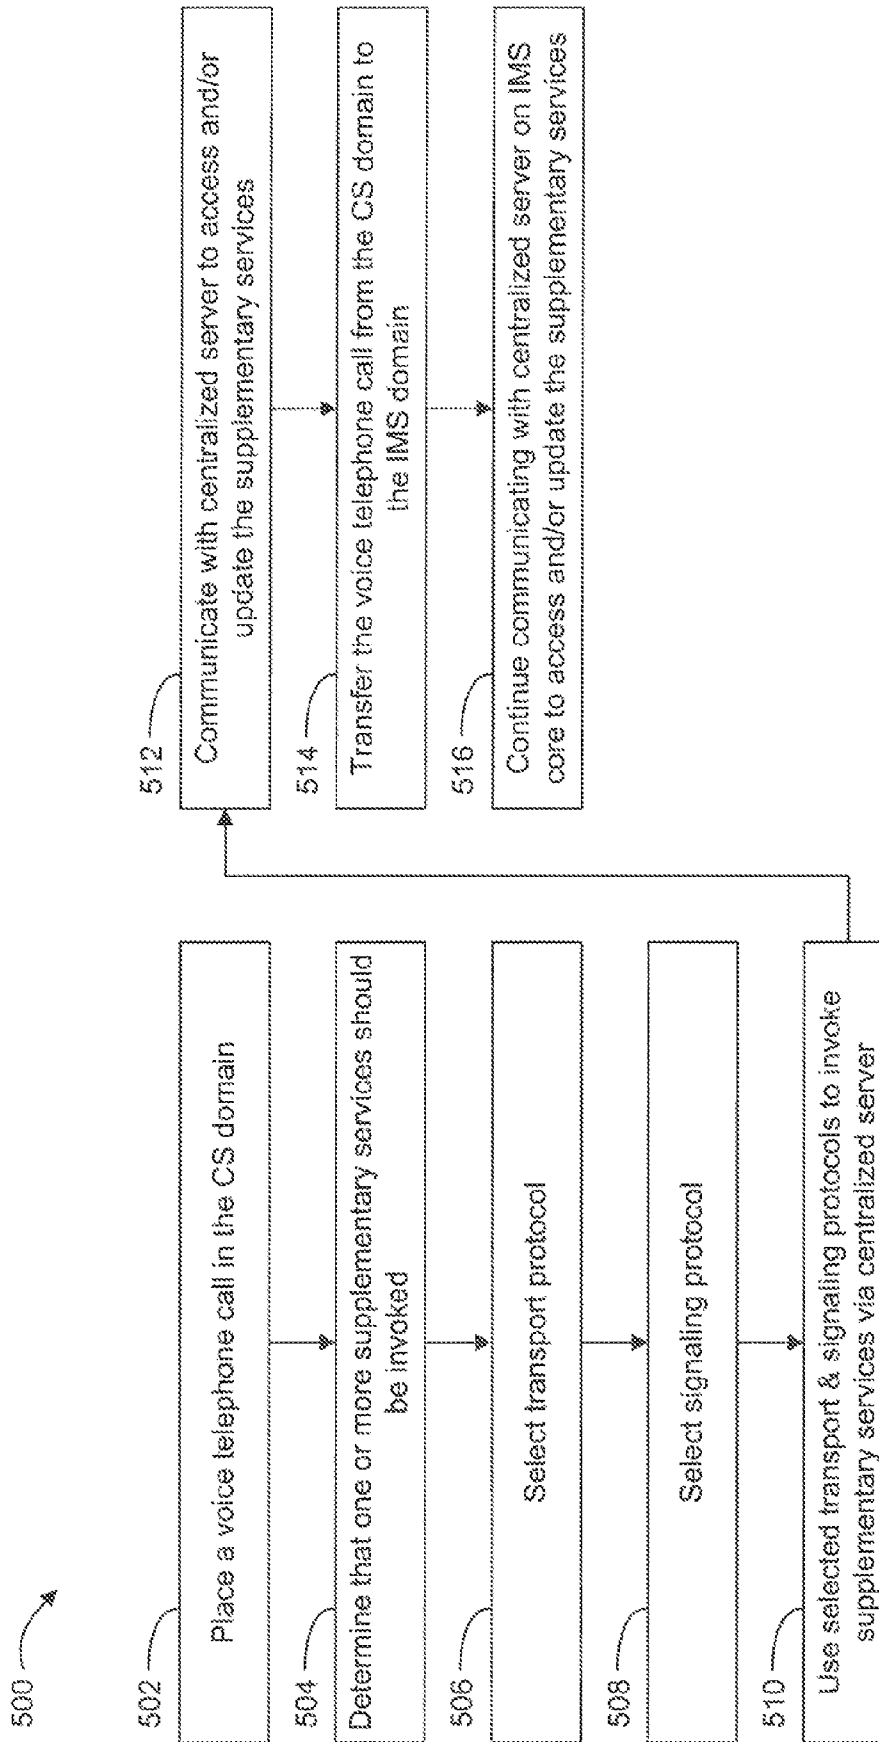 500
502
Place a voice telephone call in the CS domain
504
Determine that one or more supplementary services should
be invoked
506
Select transport protocol
508
Select signaling protocol
510
Use selected transport & signaling protocols to invoke
supplementary services via centralized server
512
Communicate with centralized server to access and/or
update the supplementary services
514
Transfer the voice telephone call from the CS domain to
the IMS domain
516
Continue communicating with centralized server on IMS
core to access and/or update the supplementary services